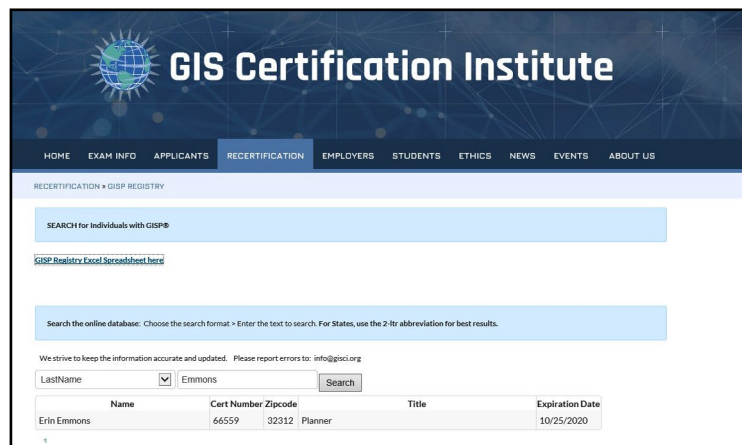 GIS Certification Institute
HOME EXAM INFO APPLICANTS RECERTIFICATION EMPLOYERS STUDENTS ETHICS NEWS EVENTS ABOUT US
RECERTIFICATION » GISP REGISTRY
SEARCH for Individuals with GISP®
GISP Registry Excel Spreadsheet here
Search the online database: Choose the search format > Enter the text to search. For States, use the 2-ltr abbreviation for best results.
We strive to keep the information accurate and updated. Please report errors to: info@gisci.org
LastName Emmons Search
Name Cert Number Zipcode Title Expiration Date
Erin Emmons 66559 32312 Planner 10/25/2020
1